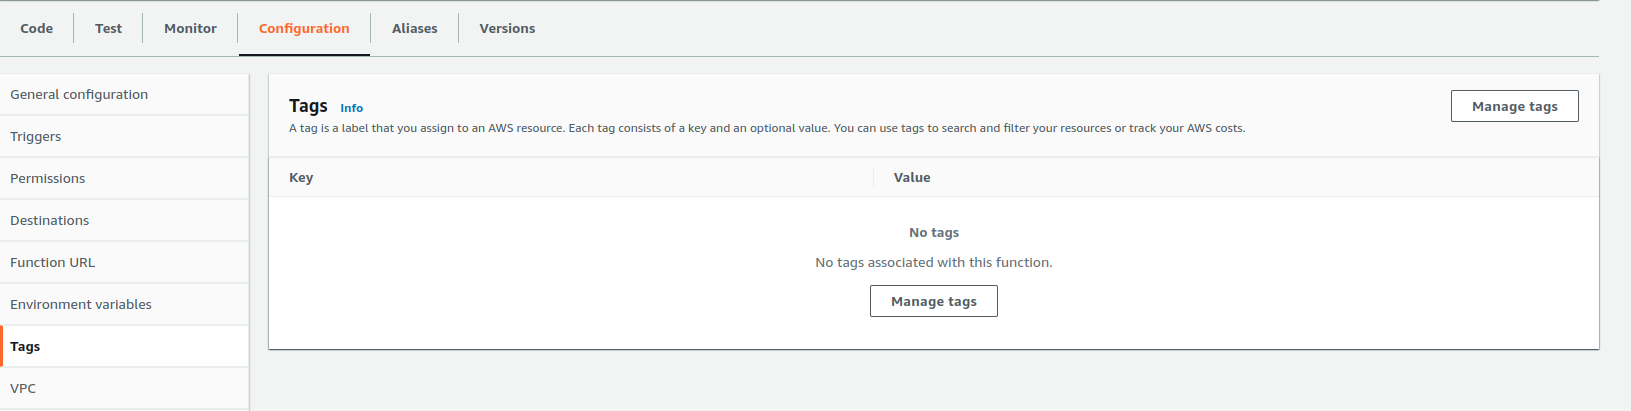 Code Test Monitor Configuration Aliases Versions
General configuration
Triggers
Permissions
Destinations
Function URL
Environment variables
Tags
VPC
Tags Info
Manage tags
A tag is a label that you assign to an AWS resource. Each tag consists of a key and an optional value. You can use tags to search and filter your resources or track your AWS costs.
Key Value
No tags
No tags associated with this function.
Manage tags